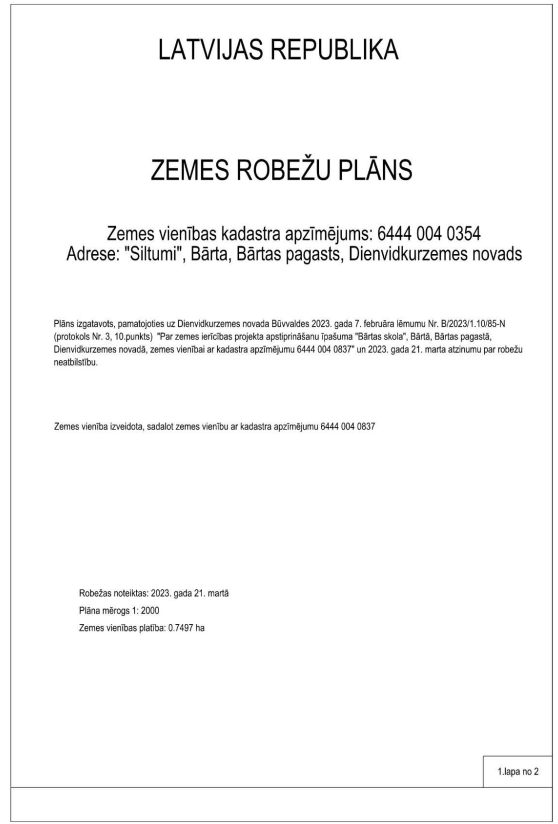 LATVIJAS REPUBLIKA
ZEMES ROBEŽU PLĀNS
Zemes vienības kadastra apzīmējums: 6444 004 0354
Adrese: "Siltumi", Bārta, Bārtas pagasts, Dienvidkurzemes novads
Plāns izgatavots, pamatojoties uz Dienvidkurzemes novada Būvvaldes 2023. gada 7. februāra lēmumu Nr. B/2023/1.10/85-N
(protokols Nr. 3, 10.punkts) "Par zemes ierīcības projekta apstiprināšanu īpašuma "Bārtas skola", Bārtā, Bārtas pagastā,
Dienvidkurzemes novadā, zemes vienībai ar kadastra apzīmējumu 6444 004 0837" un 2023. gada 21. marta atzinumu par robežu
neatbilstību.
Zemes vienība izveidota, sadalot zemes vienību ar kadastra apzīmējumu 6444 004 0837
Robežas noteiktas: 2023. gada 21. martā
Plāna mērogs 1: 2000
Zemes vienības platība: 0.7497 ha
1.lapa no 2